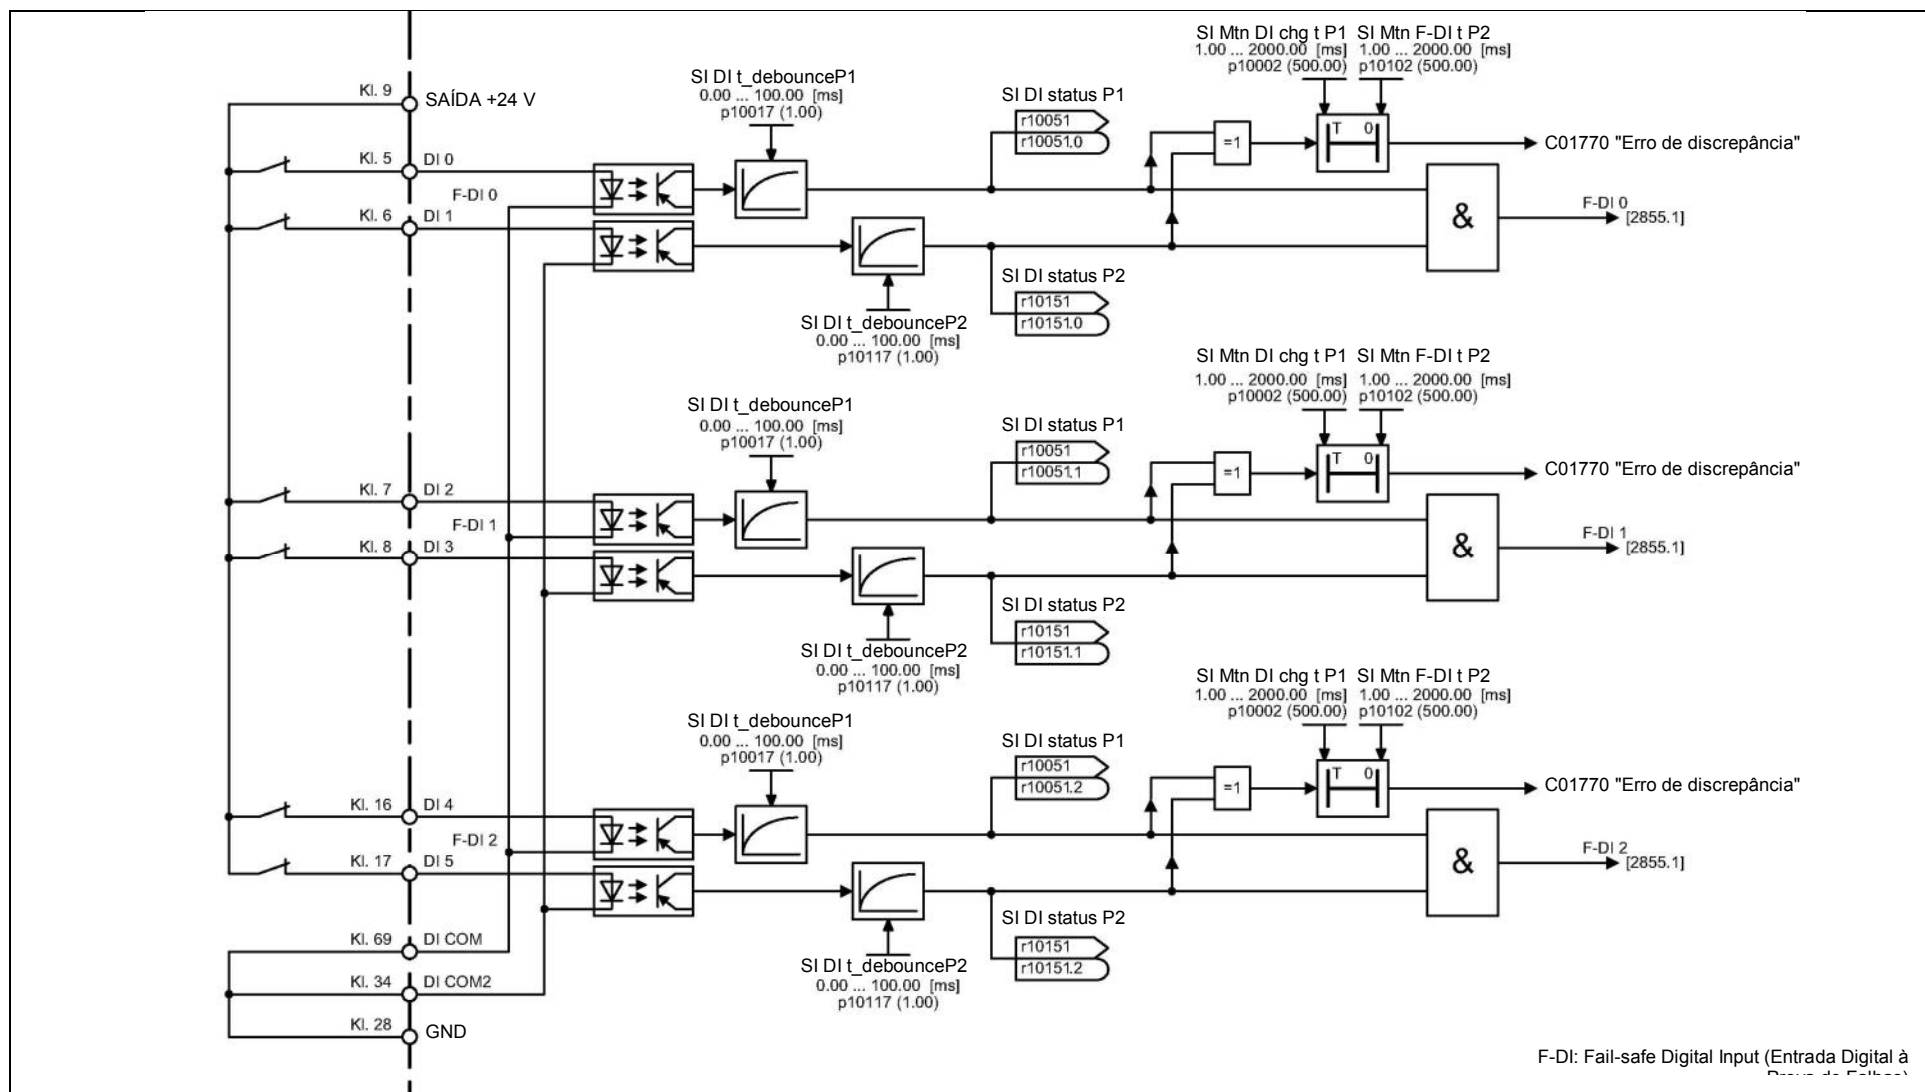 SI Mtn DI chg t P1 SI Mtn F-DI t P2
1.00 ... 2000.00 [ms] 1.00 ... 2000.00 [ms]
p10002 (500.00) p10102 (500.00)
SI DI t_debounceP1
0.00 ... 100.00 [ms]
p10017 (1.00)
SI DI status P1
r10051
r10051.0
Kl. 9
SAÍDA +24 V
=1
T 0
C01770 "Erro de discrepância"
Kl. 5 DI 0
F-DI 0
Kl. 6 DI 1
&
F-DI 0
[2855.1]
SI DI status P2
r10151
r10151.0
SI DI t_debounceP2
0.00 ... 100.00 [ms]
p10117 (1.00)
SI Mtn DI chg t P1 SI Mtn F-DI t P2
1.00 ... 2000.00 [ms] 1.00 ... 2000.00 [ms]
p10002 (500.00) p10102 (500.00)
SI DI t_debounceP1
0.00 ... 100.00 [ms]
p10017 (1.00)
SI DI status P1
r10051
r10051.1
=1
T 0
C01770 "Erro de discrepância"
Kl. 7 DI 2
F-DI 1
Kl. 8 DI 3
&
F-DI 1
[2855.1]
SI DI status P2
r10151
r10151.1
SI DI t_debounceP2
0.00 ... 100.00 [ms]
p10117 (1.00)
SI Mtn DI chg t P1 SI Mtn F-DI t P2
1.00 ... 2000.00 [ms] 1.00 ... 2000.00 [ms]
p10002 (500.00) p10102 (500.00)
SI DI t_debounceP1
0.00 ... 100.00 [ms]
p10017 (1.00)
SI DI status P1
r10051
r10051.2
=1
T 0
C01770 "Erro de discrepância"
Kl. 16 DI 4
F-DI 2
Kl. 17 DI 5
&
F-DI 2
[2855.1]
SI DI status P2
r10151
r10151.2
SI DI t_debounceP2
0.00 ... 100.00 [ms]
p10117 (1.00)
Kl. 69 DI COM
Kl. 34 DI COM2
Kl. 28 GND
F-DI: Fail-safe Digital Input (Entrada Digital à
Prova de Falhas)